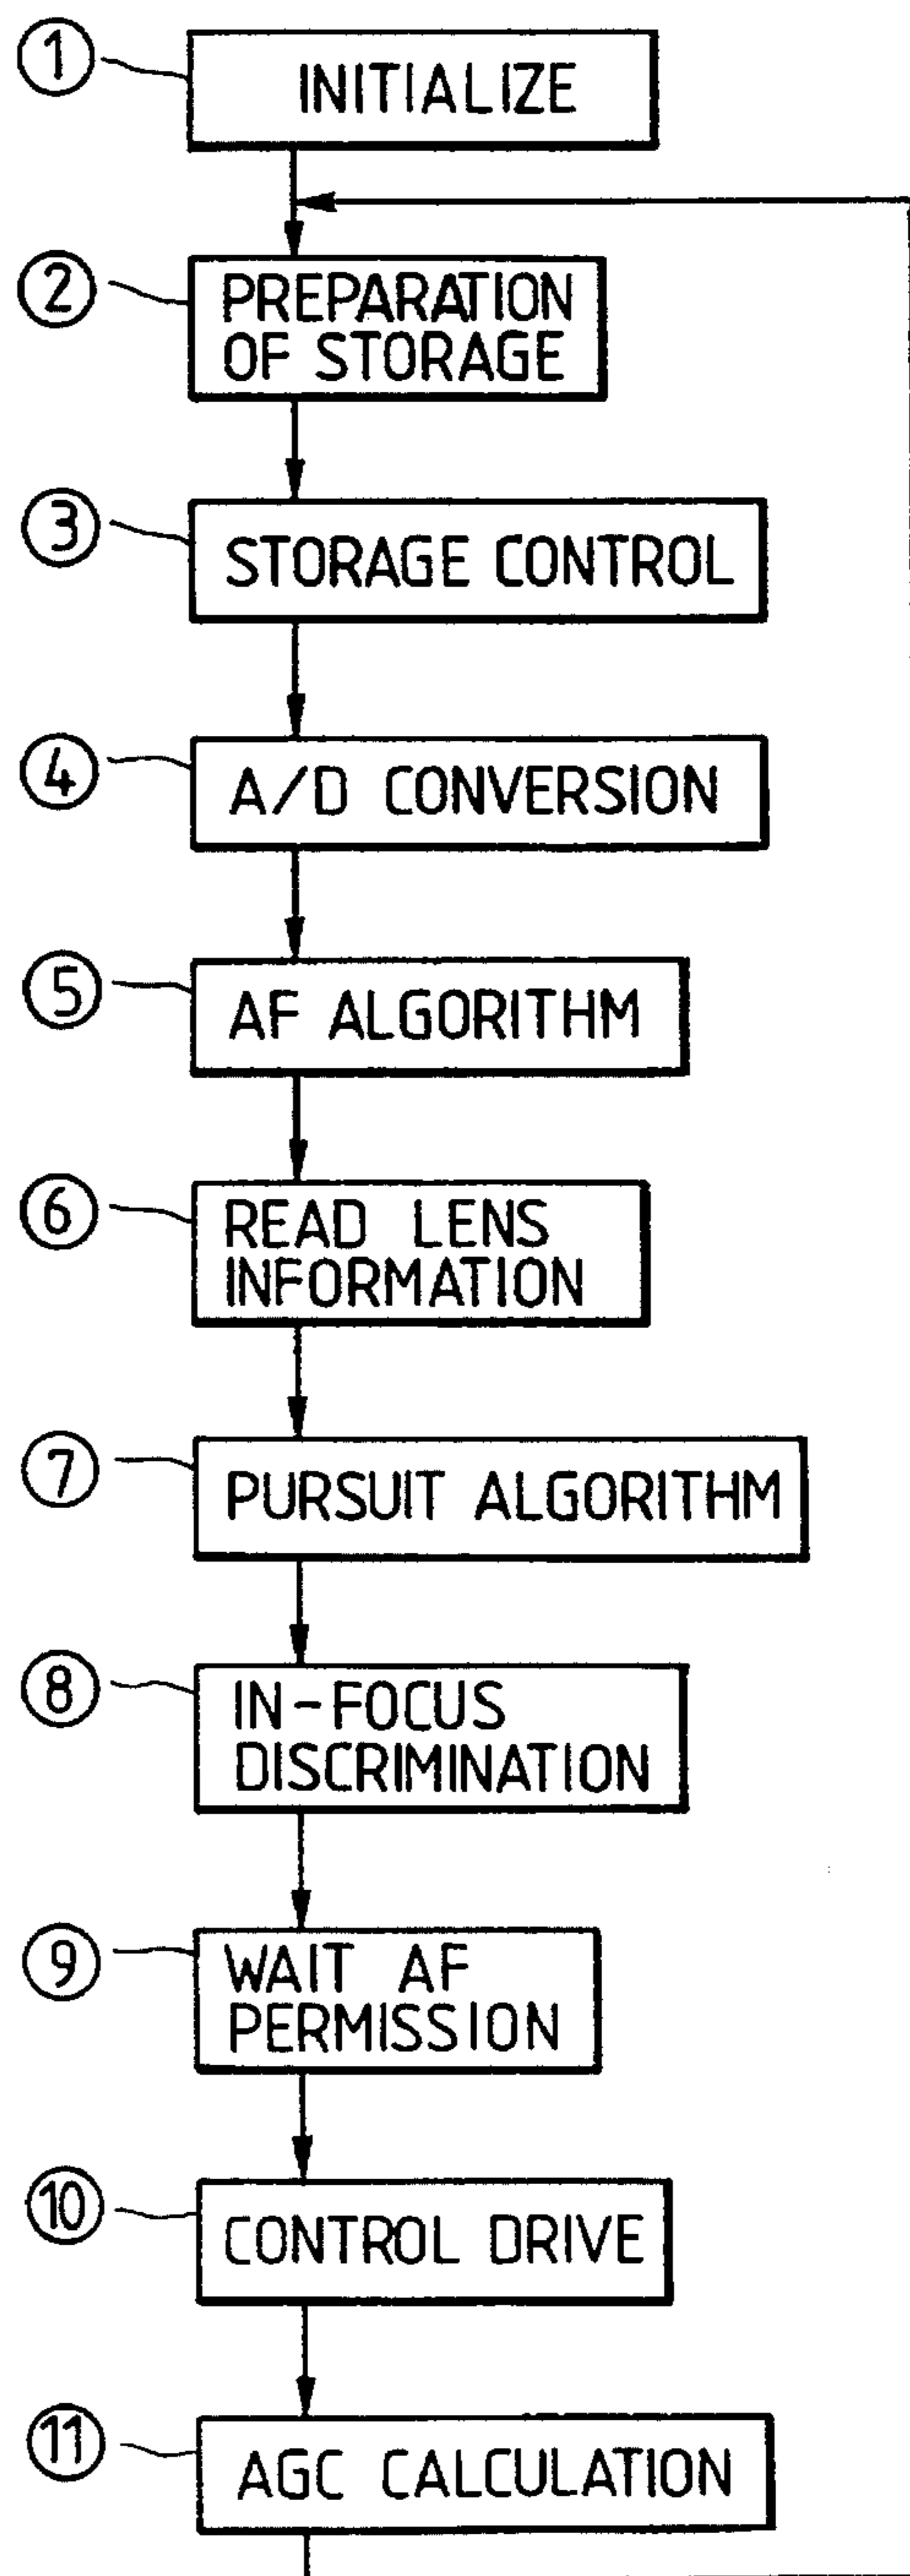 ① INITIALIZE
② PREPARATION
OF STORAGE
③ STORAGE CONTROL
④ A/D CONVERSION
⑤ AF ALGORITHM
⑥ READ LENS
INFORMATION
⑦ PURSUIT ALGORITHM
⑧ IN-FOCUS
DISCRIMINATION
⑨ WAIT AF
PERMISSION
⑩ CONTROL DRIVE
⑪ AGC CALCULATION